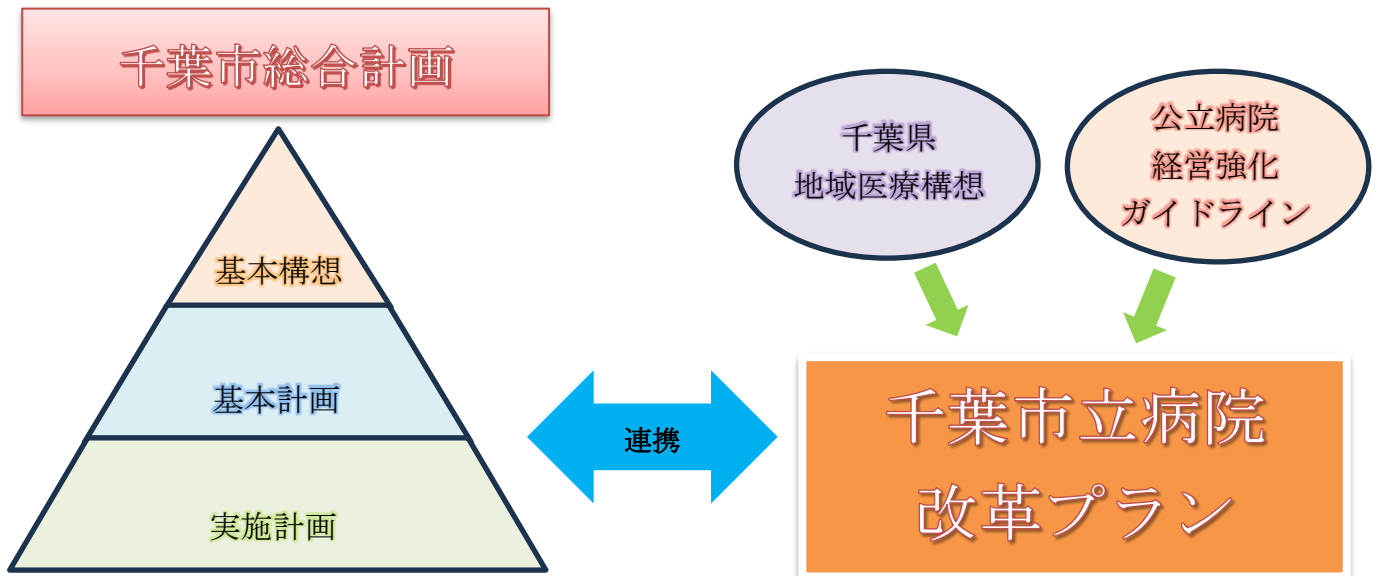 千葉市総合計画
基本構想
基本計画
実施計画
連携
千葉県
地域医療構想
公立病院
経営強化
ガイドライン
千葉市立病院
改革プラン